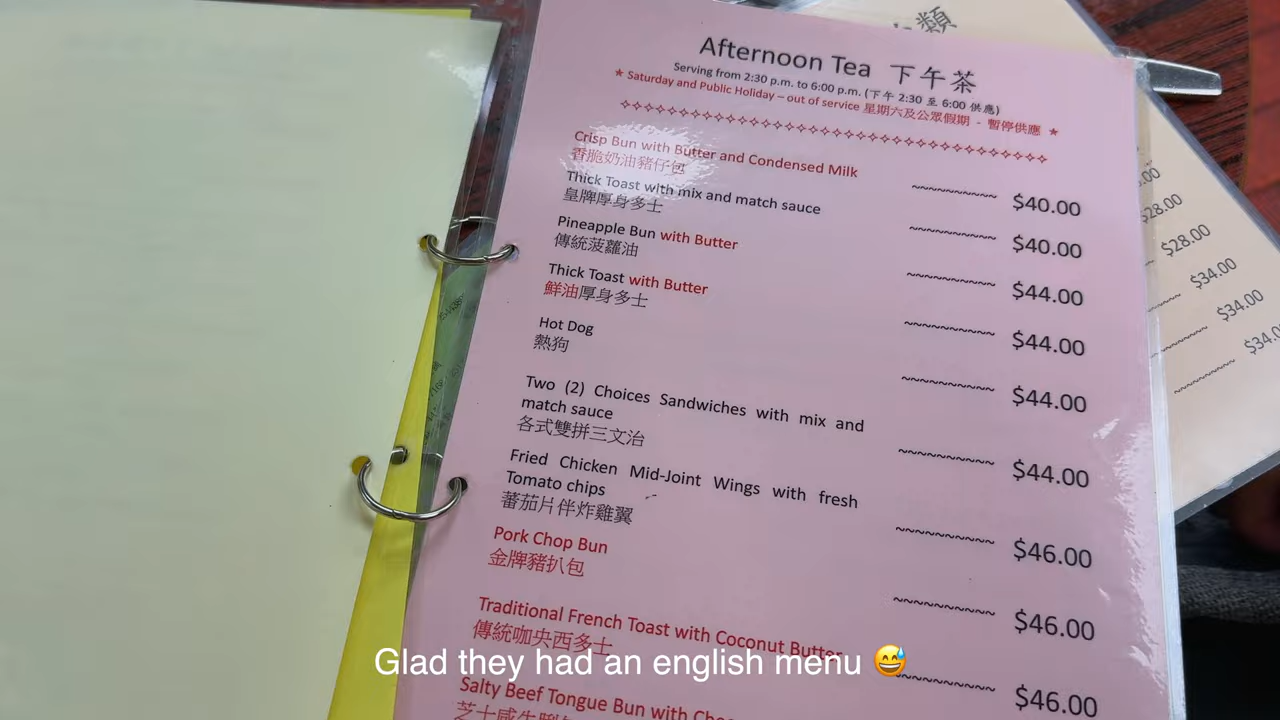 類
Afternoon Tea 下午茶
Serving from 2:30 p.m. to 6:00 p.m. (下午 2:30 至 6:00 供應)
★ Saturday and Public Holiday – out of service 星期六及公眾假期 - 暫停供應 ★
Crisp Bun with Butter and Condensed Milk
香脆奶油豬仔包
~~~~~~~~~~ $40.00
Thick Toast with mix and match sauce
皇牌厚身多士
~~~~~~~~~~ $40.00
Pineapple Bun with Butter
傳統菠蘿油
~~~~~~~~~~ $44.00
Thick Toast with Butter
鮮油厚身多士
~~~~~~~~~~ $44.00
Hot Dog
熱狗
~~~~~~~~~~ $44.00
Two (2) Choices Sandwiches with mix and
match sauce
各式雙拼三文治
~~~~~~~~~~ $44.00
Fried Chicken Mid-Joint Wings with fresh
Tomato chips
蕃茄片伴炸雞翼
~~~~~~~~~~ $46.00
Pork Chop Bun
金牌豬扒包
~~~~~~~~~~ $46.00
Traditional French Toast with Coconut Butter
傳統咖央西多士
~~~~~~~~~~ $46.00
Salty Beef Tongue Bun with
.00
$28.00
$28.00
$34.00
$34.00
$34.0
Glad they had an english menu 😅